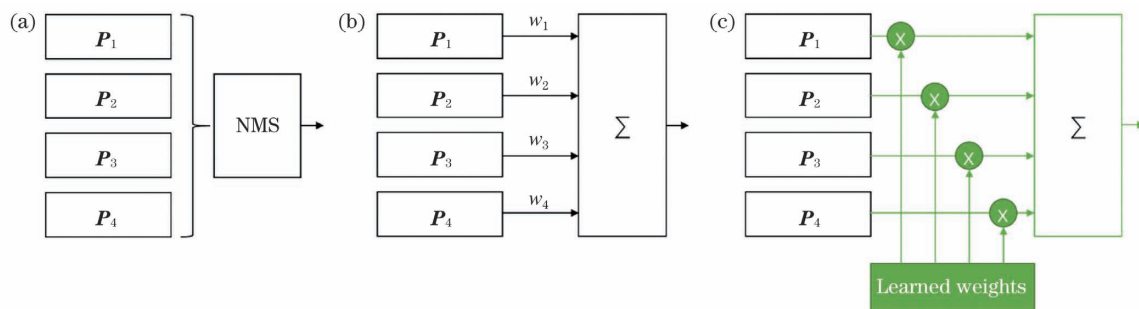 (a)
P1
P2
P3
P4
NMS
(b)
P1
P2
P3
P4
w1
w2
w3
w4
∑
(c)
P1
P2
P3
P4
X
X
X
X
∑
Learned weights